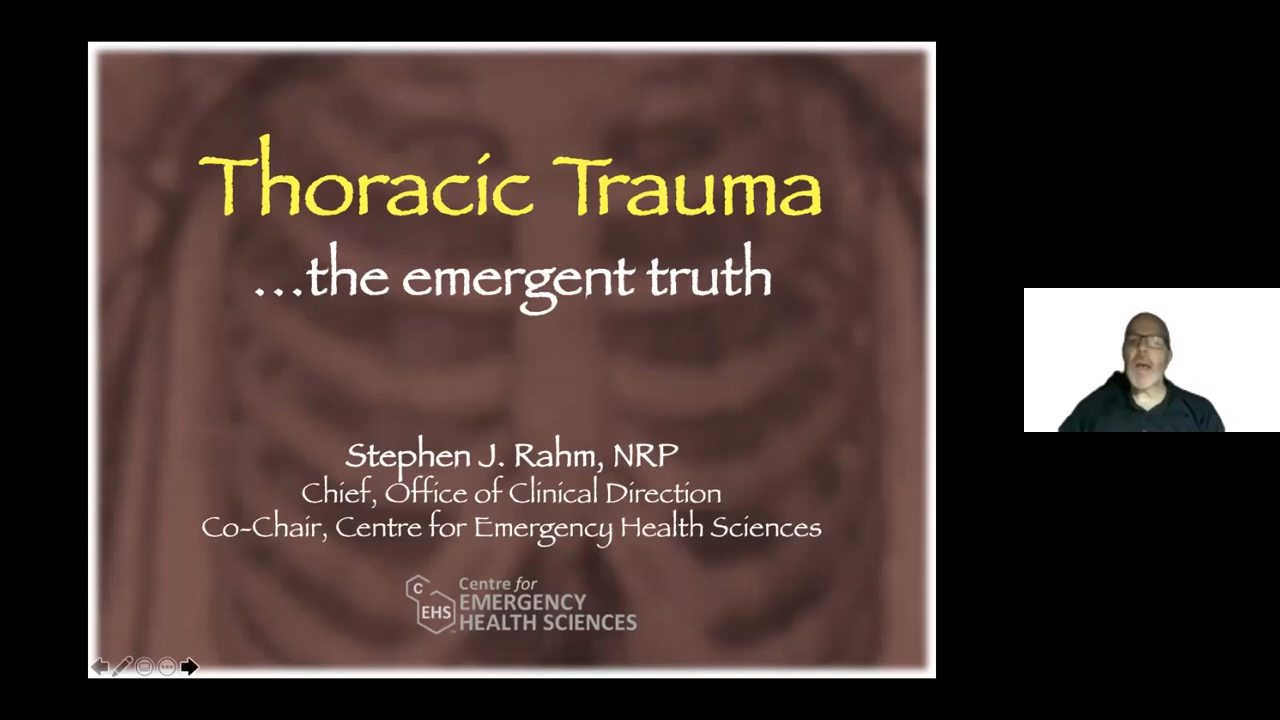 Thoracic Trauma
...the emergent truth
Stephen J. Rahm, NRP
Chief, Office of Clinical Direction
Co-Chair, Centre for Emergency Health Sciences
C
EHS
Centre for
EMERGENCY
HEALTH SCIENCES